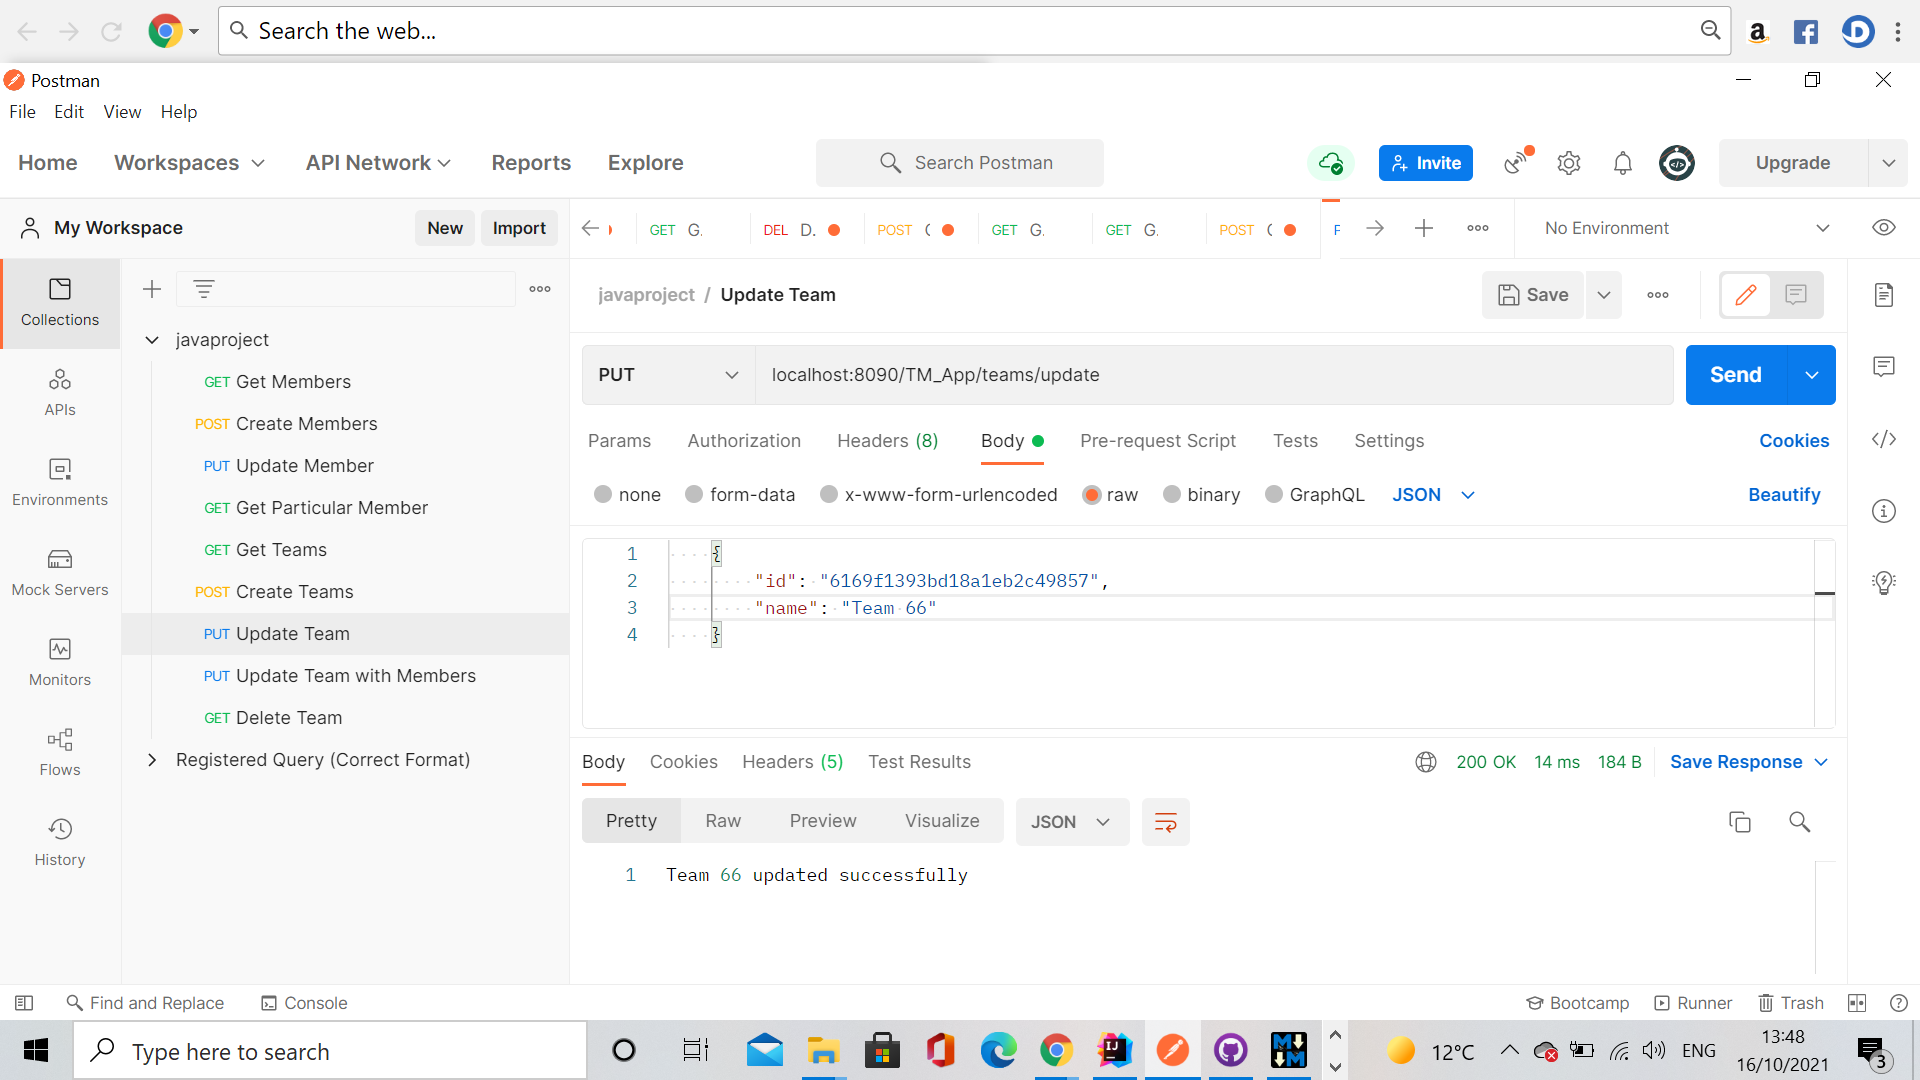 Search the web...
Postman
File Edit View Help
Home Workspaces API Network Reports Explore
Search Postman
Invite
Upgrade
My Workspace
New Import
GET G.
DEL D.
POST
GET G.
GET G.
POST
No Environment
Collections
APIs
Environments
Mock Servers
Monitors
Flows
History
javaproject
GET Get Members
POST Create Members
PUT Update Member
GET Get Particular Member
GET Get Teams
POST Create Teams
PUT Update Team
PUT Update Team with Members
GET Delete Team
Registered Query (Correct Format)
javaproject / Update Team
Save
PUT localhost:8090/TM_App/teams/update
Send
Params Authorization Headers (8) Body Pre-request Script Tests Settings Cookies
none form-data x-www-form-urlencoded raw binary GraphQL JSON Beautify
1 {
2 "id": "6169f1393bd18a1eb2c49857",
3 "name": "Team 66"
4 }
Body Cookies Headers (5) Test Results
200 OK 14 ms 184 B Save Response
Pretty Raw Preview Visualize JSON
1 Team 66 updated successfully
Find and Replace Console
Bootcamp Runner Trash
Type here to search
12°C ENG
13:48
16/10/2021
3